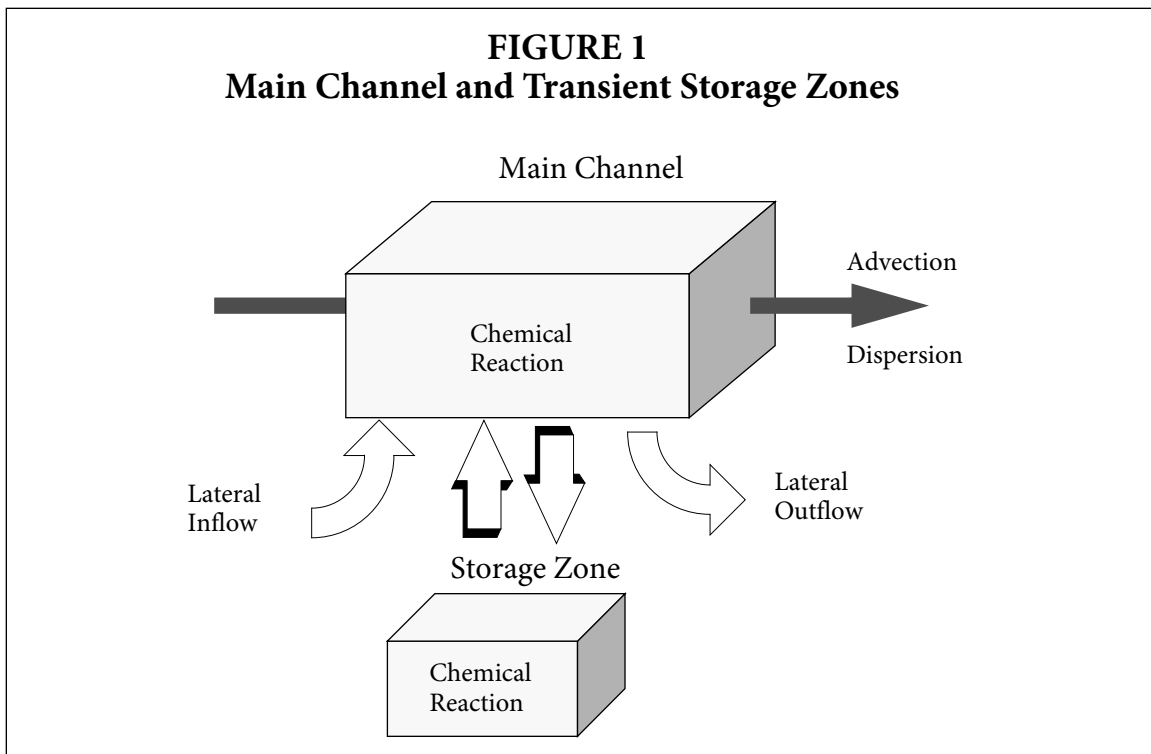 FIGURE 1
Main Channel and Transient Storage Zones
Main Channel
Advection
Chemical
Reaction
Dispersion
Lateral
Inflow
Lateral
Outflow
Storage Zone
Chemical
Reaction